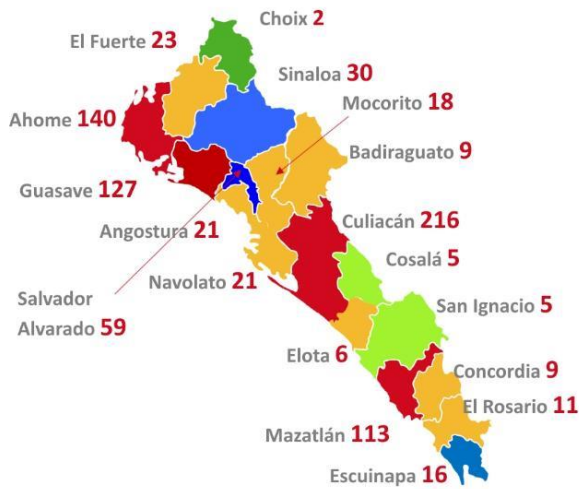 Choix 2
El Fuerte 23
Sinaloa 30
Mocorito 18
Ahome 140
Badiraguato 9
Guasave 127
Culiacán 216
Angostura 21
Cosalá 5
Navolato 21
Salvador
Alvarado 59
San Ignacio 5
Elota 6
Concordia 9
El Rosario 11
Mazatlán 113
Escuinapa 16